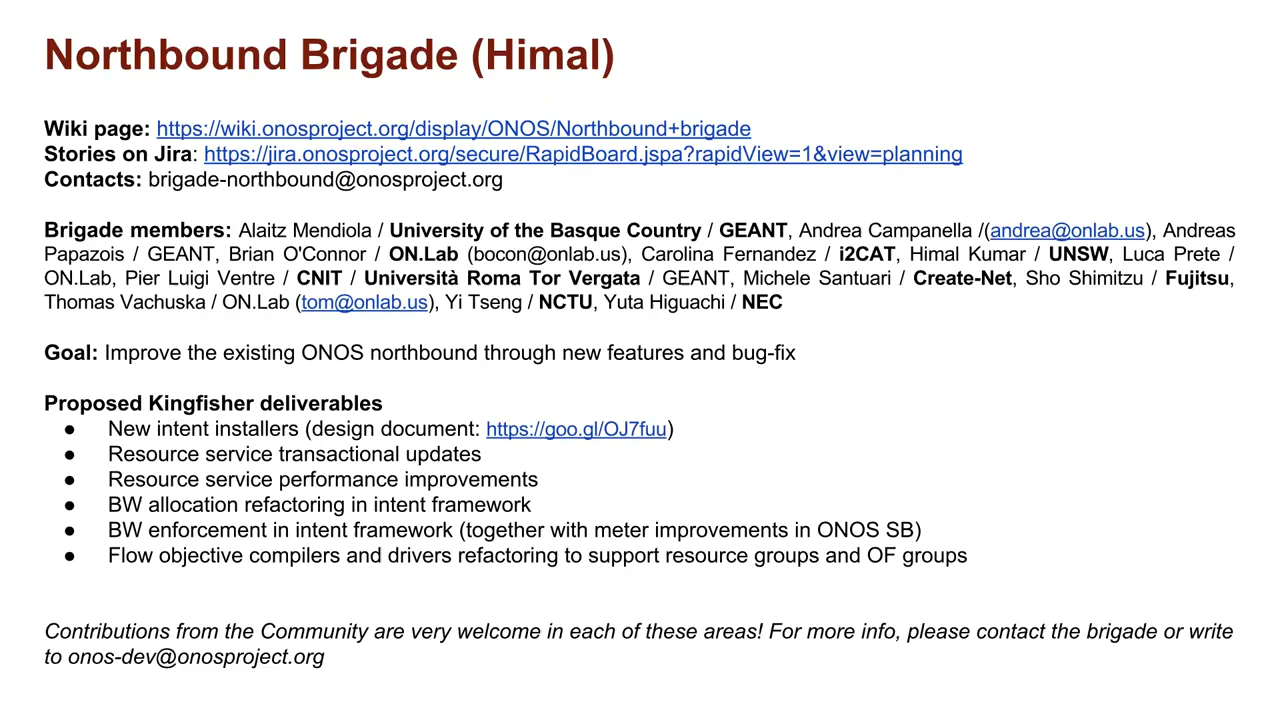 Northbound Brigade (Himal)
Wiki page: https://wiki.onosproject.org/display/ONOS/Northbound+brigade
Stories on Jira: https://jira.onosproject.org/secure/RapidBoard.jspa?rapidView=1&view=planning
Contacts: brigade-northbound@onosproject.org
Brigade members: Alaitz Mendiola / University of the Basque Country / GEANT, Andrea Campanella /(andrea@onlab.us), Andreas
Papazois / GEANT, Brian O'Connor / ON.Lab (bocon@onlab.us), Carolina Fernandez / i2CAT, Himal Kumar / UNSW, Luca Prete /
ON.Lab, Pier Luigi Ventre / CNIT / Università Roma Tor Vergata / GEANT, Michele Santuari / Create-Net, Sho Shimitzu / Fujitsu,
Thomas Vachuska / ON.Lab (tom@onlab.us), Yi Tseng / NCTU, Yuta Higuachi / NEC
Goal: Improve the existing ONOS northbound through new features and bug-fix
Proposed Kingfisher deliverables
● New intent installers (design document: https://goo.gl/OJ7fuu)
● Resource service transactional updates
● Resource service performance improvements
● BW allocation refactoring in intent framework
● BW enforcement in intent framework (together with meter improvements in ONOS SB)
● Flow objective compilers and drivers refactoring to support resource groups and OF groups
Contributions from the Community are very welcome in each of these areas! For more info, please contact the brigade or write
to onos-dev@onosproject.org